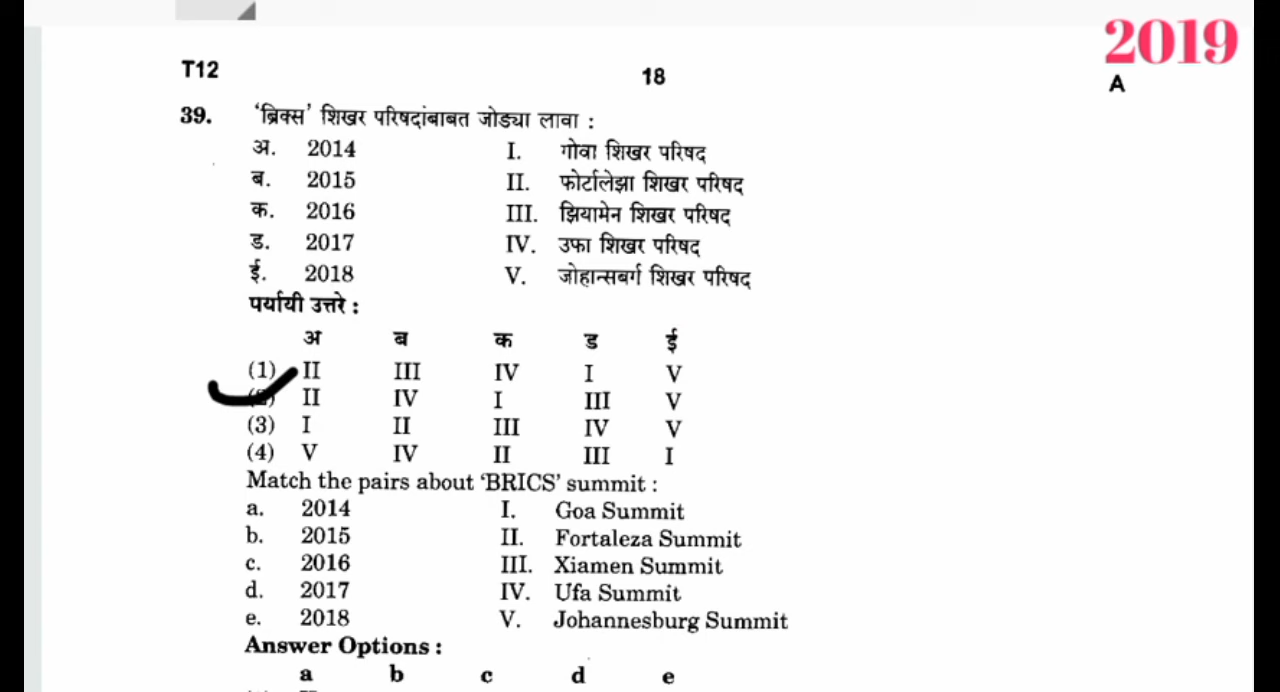 2019
T12 18 A
39. 'ब्रिक्स' शिखर परिषदांबाबत जोड्या लावा :
अ. 2014 I. गोवा शिखर परिषद
ब. 2015 II. फोर्टालेझा शिखर परिषद
क. 2016 III. झियामेन शिखर परिषद
ड. 2017 IV. उफा शिखर परिषद
ई. 2018 V. जोहान्सबर्ग शिखर परिषद
पर्यायी उत्तरे :
अ ब क ड ई
(1) II III IV I V
(2) II IV I III V
(3) I II III IV V
(4) V IV II III I
Match the pairs about 'BRICS' summit :
a. 2014 I. Goa Summit
b. 2015 II. Fortaleza Summit
c. 2016 III. Xiamen Summit
d. 2017 IV. Ufa Summit
e. 2018 V. Johannesburg Summit
Answer Options :
a b c d e